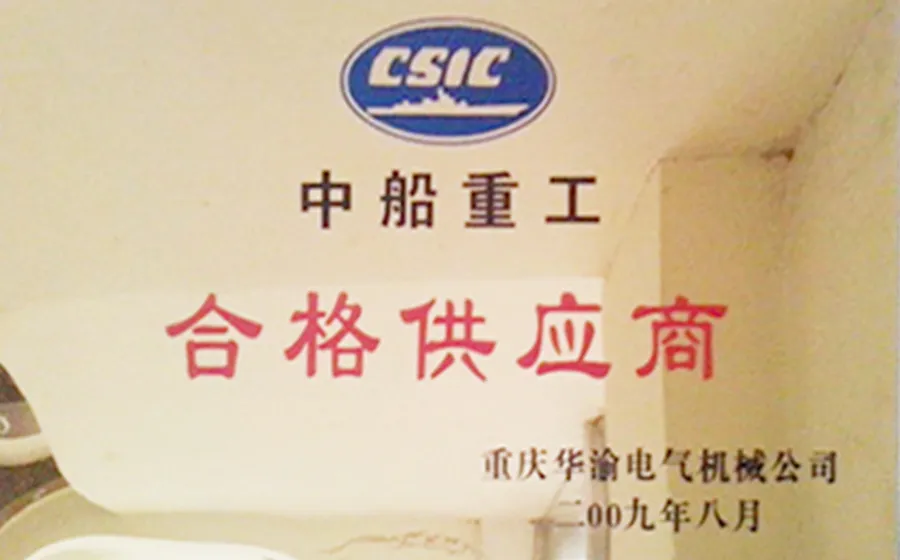 CSIC
中船重工
合格供应商
重庆华渝电气机械公司
二00九年八月